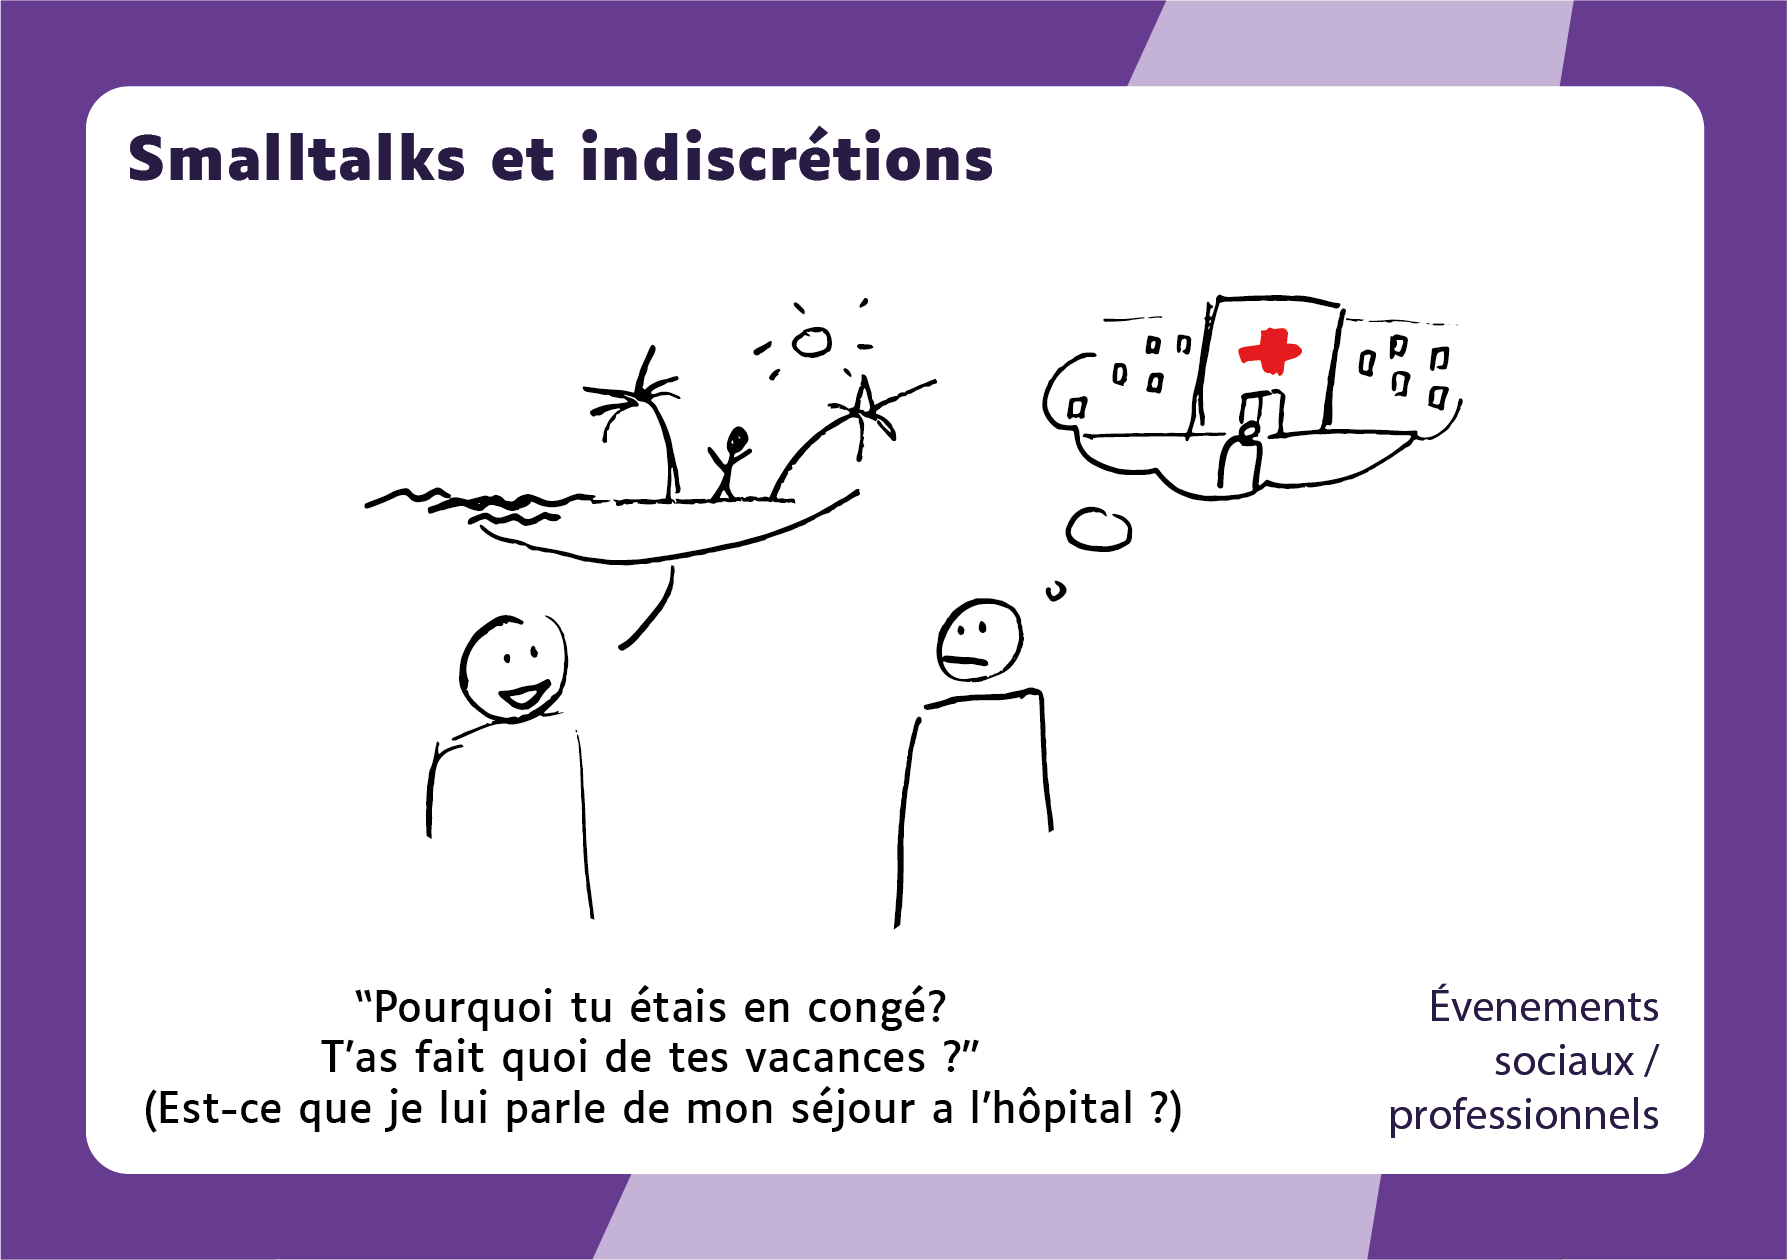 Smalltalks et indiscrétions
“Pourquoi tu étais en congé?
T’as fait quoi de tes vacances ?”
(Est-ce que je lui parle de mon séjour a l’hôpital ?)
Évenements
sociaux /
professionnels